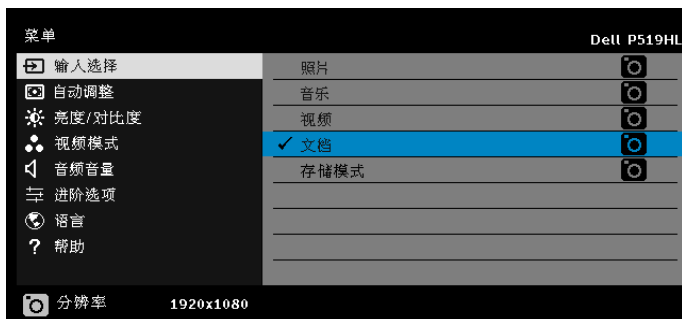 菜单
Dell P519HL
输入选择
自动调整
亮度/对比度
视频模式
音频音量
进阶选项
语言
? 帮助
照片
音乐
视频
✓ 文档
存储模式
分辨率 1920x1080